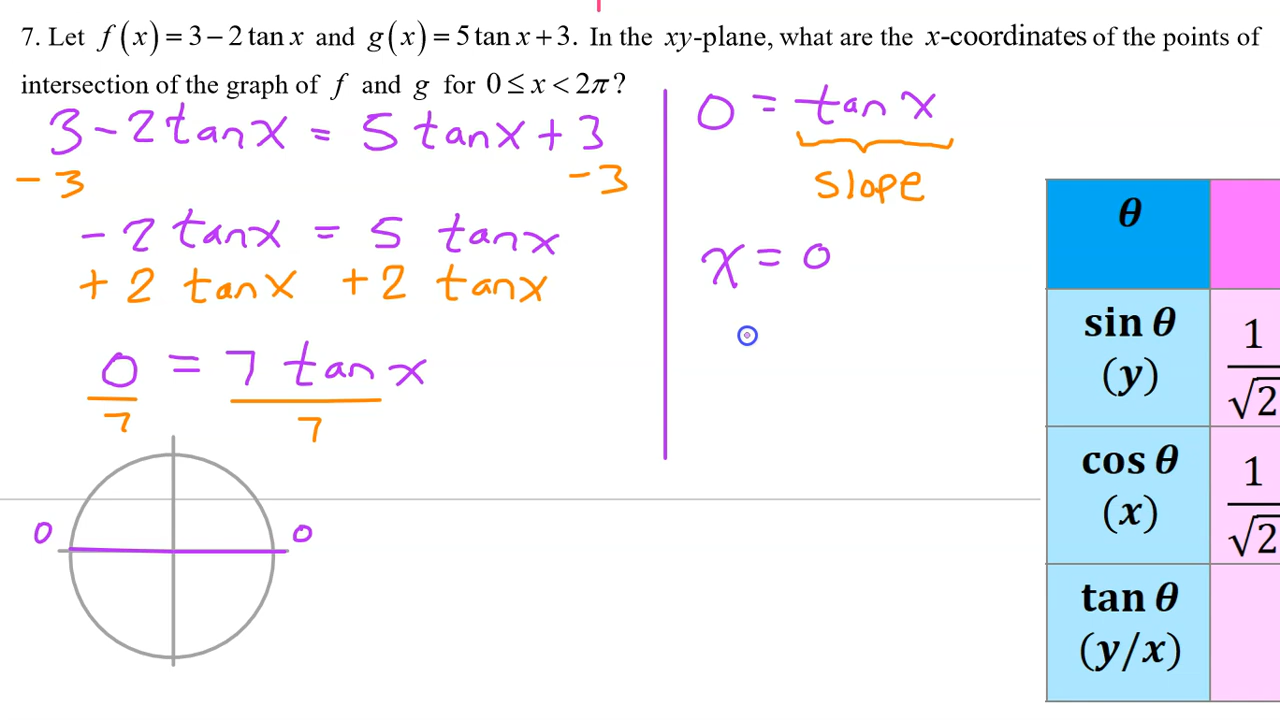 7. Let f(x) = 3 − 2 tan x and g(x) = 5 tan x + 3. In the xy-plane, what are the x-coordinates of the points of
intersection of the graph of f and g for 0 ≤ x < 2π?
3 - 2 tan x = 5 tan x + 3
- 3 - 3
- 2 tan x = 5 tan x
+ 2 tan x + 2 tan x
0 = 7 tan x
7 7
0 0
0 = tan x
slope
x = 0
θ
sin θ
(y)
1
√2
cos θ
(x)
1
√2
tan θ
(y/x)